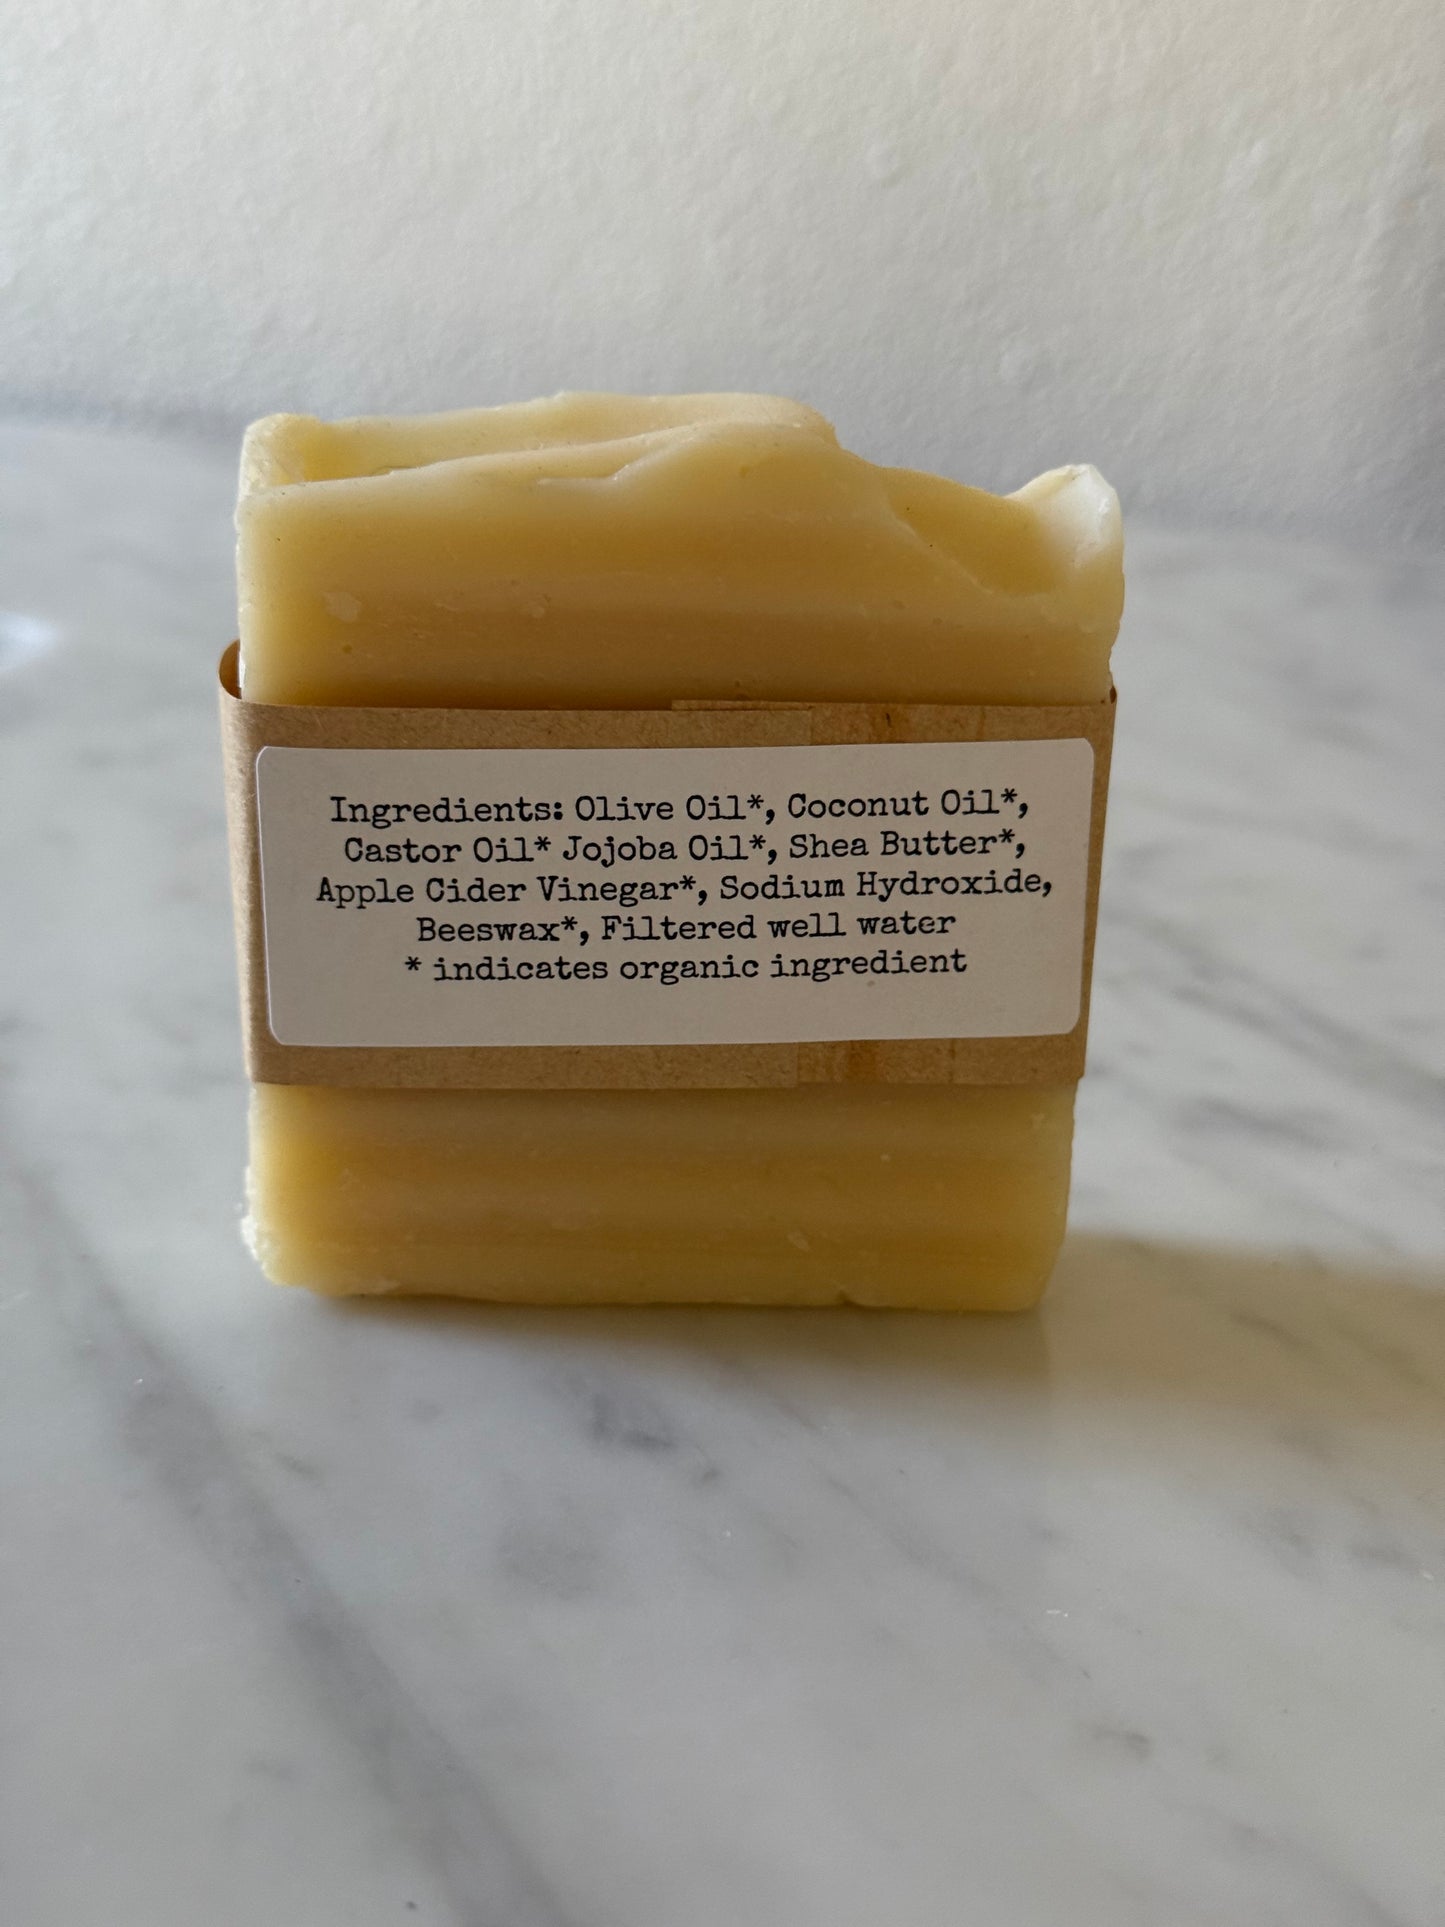 Ingredients: Olive Oil*, Coconut Oil*,
Castor Oil* Jojoba Oil*, Shea Butter*,
Apple Cider Vinegar*, Sodium Hydroxide,
Beeswax*, Filtered well water
* indicates organic ingredient